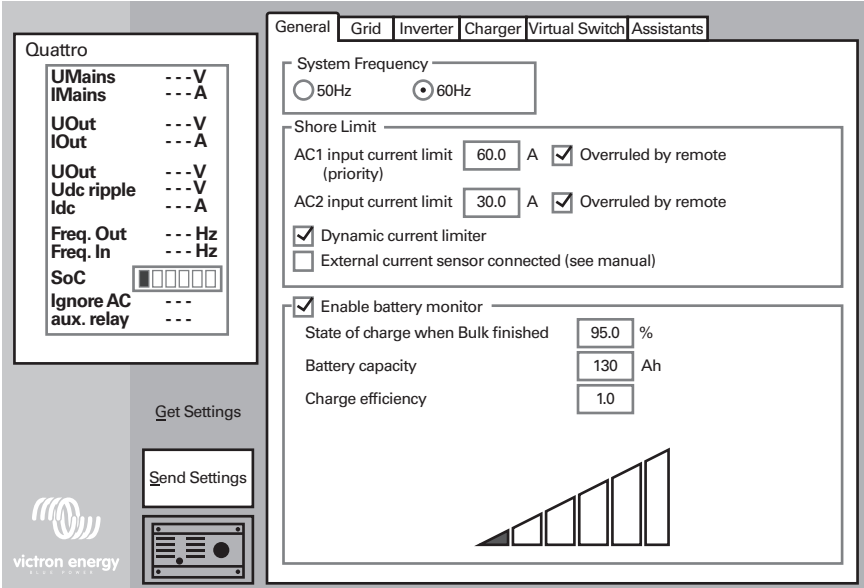 General Grid Inverter Charger Virtual Switch Assistants
Quattro
UMains ---V
IMains ---A
UOut ---V
IOut ---A
UOut ---V
Udc ripple ---V
Idc ---A
Freq. Out ---Hz
Freq. In ---Hz
SoC
Ignore AC ---
aux. relay ---
Get Settings
Send Settings
victron energy
BLUE POWER
System Frequency
50Hz 60Hz
Shore Limit
AC1 input current limit 60.0 A Overruled by remote
(priority)
AC2 input current limit 30.0 A Overruled by remote
Dynamic current limiter
External current sensor connected (see manual)
Enable battery monitor
State of charge when Bulk finished 95.0 %
Battery capacity 130 Ah
Charge efficiency 1.0